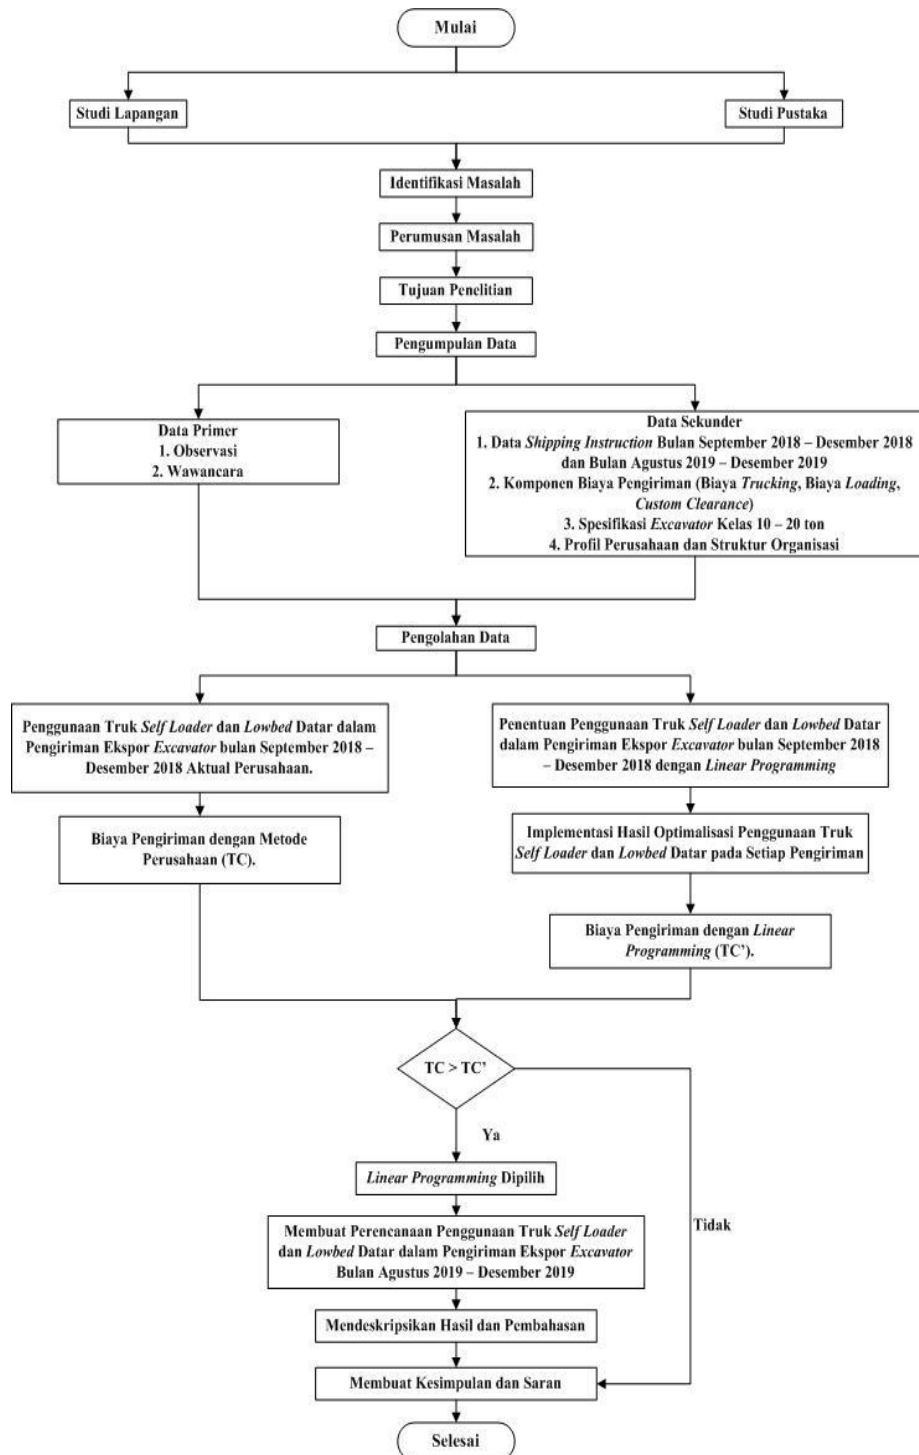 Mulai
Studi Lapangan
Studi Pustaka
Identifikasi Masalah
Perumusan Masalah
Tujuan Penelitian
Pengumpulan Data
Data Primer
1. Observasi
2. Wawancara
Data Sekunder
1. Data Shipping Instruction Bulan September 2018 – Desember 2018
dan Bulan Agustus 2019 – Desember 2019
2. Komponen Biaya Pengiriman (Biaya Trucking, Biaya Loading,
Custom Clearance)
3. Spesifikasi Excavator Kelas 10 – 20 ton
4. Profil Perusahaan dan Struktur Organisasi
Pengolahan Data
Penggunaan Truk Self Loader dan Lowbed Datar dalam
Pengiriman Ekspor Excavator bulan September 2018 –
Desember 2018 Aktual Perusahaan.
Penentuan Penggunaan Truk Self Loader dan Lowbed Datar
dalam Pengiriman Ekspor Excavator bulan September 2018
– Desember 2018 dengan Linear Programming
Biaya Pengiriman dengan Metode
Perusahaan (TC).
Implementasi Hasil Optimalisasi Penggunaan Truk
Self Loader dan Lowbed Datar pada Setiap Pengiriman
Biaya Pengiriman dengan Linear
Programming (TC’).
TC > TC’
Ya
Linear Programming Dipilih
Tidak
Membuat Perencanaan Penggunaan Truk Self Loader
dan Lowbed Datar dalam Pengiriman Ekspor Excavator
Bulan Agustus 2019 – Desember 2019
Mendeskripsikan Hasil dan Pembahasan
Membuat Kesimpulan dan Saran
Selesai